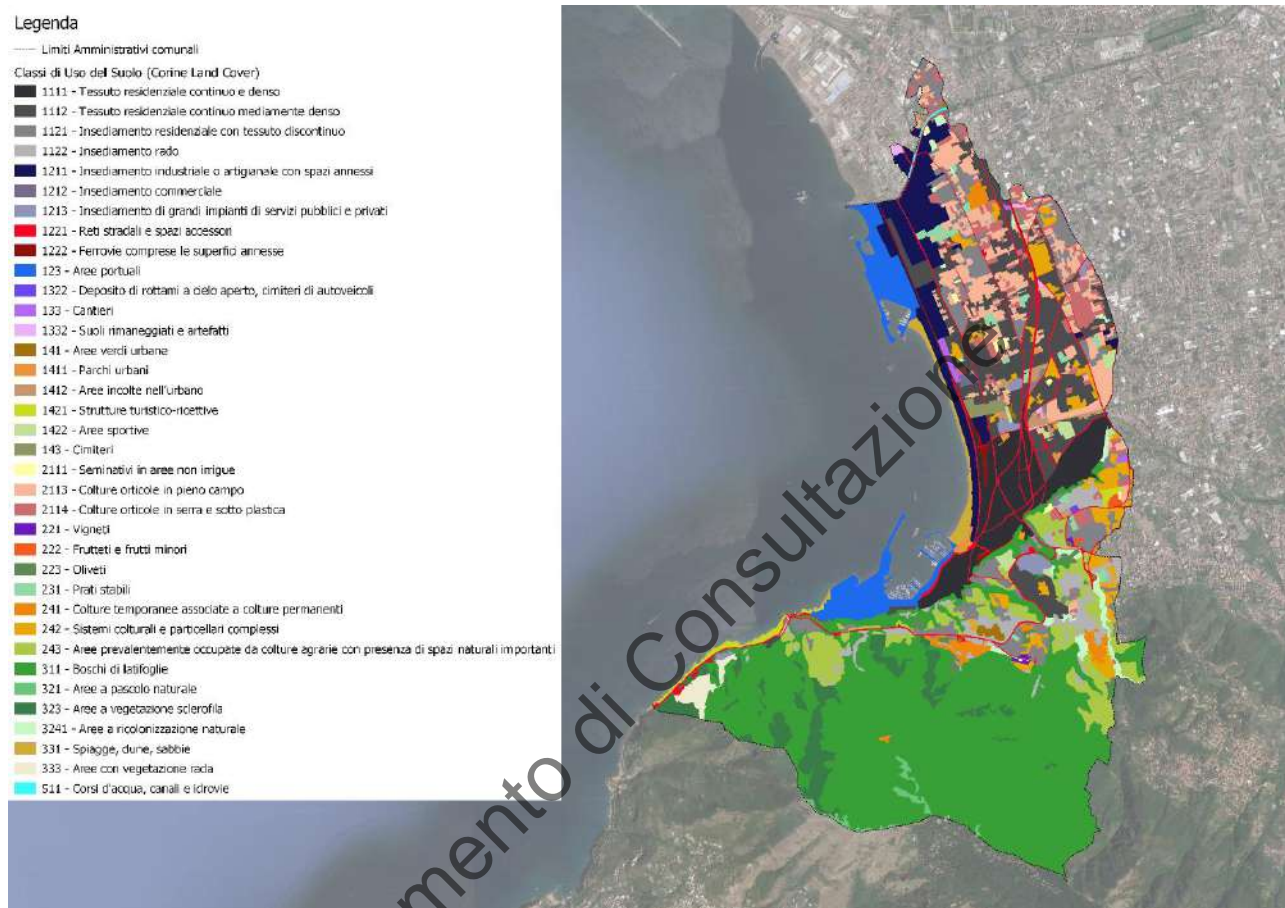 Legenda
Limiti Amministrativi comunali
Classi di Uso del Suolo (Corine Land Cover)
1111 - Tessuto residenziale continuo e denso
1112 - Tessuto residenziale continuo mediamente denso
1121 - Insediamento residenziale con tessuto discontinuo
1122 - Insediamento rado
1211 - Insediamento industriale o artigianale con spazi annessi
1212 - Insediamento commerciale
1213 - Insediamento di grandi impianti di servizi pubblici e privati
1221 - Reti stradali e spazi accessori
1222 - Ferrovie comprese le superfici annesse
123 - Aree portuali
1322 - Deposito di rottami a cielo aperto, cimiteri di autoveicoli
133 - Cantieri
1332 - Suoli rimaneggiati e artefatti
141 - Aree verdi urbane
1411 - Parchi urbani
1412 - Aree incolte nell'urbano
1421 - Strutture turistico-ricettive
1422 - Aree sportive
143 - Cimiteri
2111 - Seminativi in aree non irrigue
2113 - Colture orticole in pieno campo
2114 - Colture orticole in serra e sotto plastica
221 - Vigneti
222 - Frutteti e frutti minori
223 - Oliveti
231 - Prati stabili
241 - Colture temporanee associate a colture permanenti
242 - Sistemi colturali e particellari complessi
243 - Aree prevalentemente occupate da colture agrarie con presenza di spazi naturali importanti
311 - Boschi di latifoglie
321 - Aree a pascolo naturale
323 - Aree a vegetazione sclerofila
3241 - Aree a ricolonizzazione naturale
331 - Spiagge, dune, sabbie
333 - Aree con vegetazione rada
511 - Corsi d'acqua, canali e idrovie
mento di Consultazione